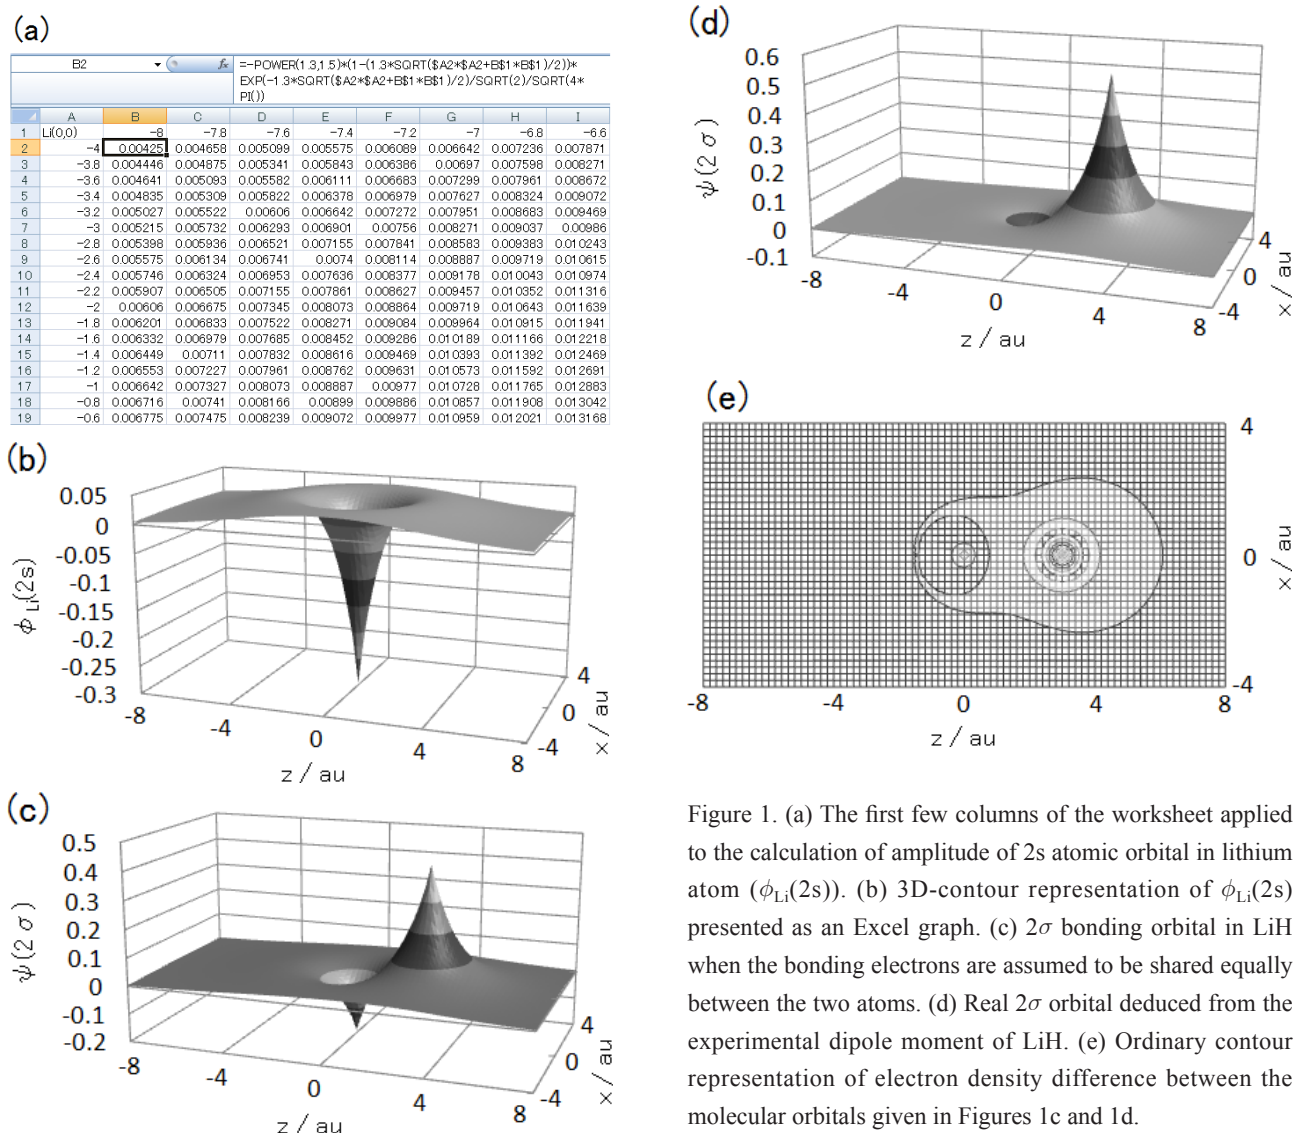 (a)
B2
fx
=-POWER(1.3,1.5)*(1-(1.3*SQRT($A2*$A2+B$1*B$1)/2))*
EXP(-1.3*SQRT($A2*$A2+B$1*B$1)/2)/SQRT(2)/SQRT(4*
PI())
A B C D E F G H I
1 Li(0,0) -8 -7.8 -7.6 -7.4 -7.2 -7 -6.8 -6.6
2 -4 0.00425 0.004658 0.005099 0.005575 0.006089 0.006642 0.007236 0.007871
3 -3.8 0.004446 0.004875 0.005341 0.005843 0.006386 0.00697 0.007598 0.008271
4 -3.6 0.004641 0.005093 0.005582 0.006111 0.006683 0.007299 0.007961 0.008672
5 -3.4 0.004835 0.005309 0.005822 0.006378 0.006979 0.007627 0.008324 0.009072
6 -3.2 0.005027 0.005522 0.00606 0.006642 0.007272 0.007951 0.008683 0.009469
7 -3 0.005215 0.005732 0.006293 0.006901 0.00756 0.008271 0.009037 0.00986
8 -2.8 0.005398 0.005936 0.006521 0.007155 0.007841 0.008583 0.009383 0.010243
9 -2.6 0.005575 0.006134 0.006741 0.0074 0.008114 0.008887 0.009719 0.010615
10 -2.4 0.005746 0.006324 0.006953 0.007636 0.008377 0.009178 0.010043 0.010974
11 -2.2 0.005907 0.006505 0.007155 0.007861 0.008627 0.009457 0.010352 0.011316
12 -2 0.00606 0.006675 0.007345 0.008073 0.008864 0.009719 0.010643 0.011639
13 -1.8 0.006201 0.006833 0.007522 0.008271 0.009084 0.009964 0.010915 0.011941
14 -1.6 0.006332 0.006979 0.007685 0.008452 0.009286 0.010189 0.011166 0.012218
15 -1.4 0.006449 0.00711 0.007832 0.008616 0.009469 0.010393 0.011392 0.012469
16 -1.2 0.006553 0.007227 0.007961 0.008762 0.009631 0.010573 0.011592 0.012691
17 -1 0.006642 0.007327 0.008073 0.008887 0.00977 0.010728 0.011765 0.012883
18 -0.8 0.006716 0.00741 0.008166 0.00899 0.009886 0.010857 0.011908 0.013042
19 -0.6 0.006775 0.007475 0.008239 0.009072 0.009977 0.010959 0.012021 0.013168
(b)
0.05
0
-0.05
-0.1
-0.15
-0.2
-0.25
-0.3
ϕLi(2s)
-8
-4
0
4
8
z / au
4
0
-4
x / au
(c)
0.5
0.4
0.3
0.2
0.1
0
-0.1
-0.2
ψ(2σ)
-8
-4
0
4
8
z / au
4
0
-4
x / au
(d)
0.6
0.5
0.4
0.3
0.2
0.1
0
-0.1
ψ(2σ)
-8
-4
0
4
8
z / au
4
0
-4
x / au
(e)
4
0
-4
x / au
-8
-4
0
4
8
z / au
Figure 1. (a) The first few columns of the worksheet applied
to the calculation of amplitude of 2s atomic orbital in lithium
atom (ϕLi(2s)). (b) 3D-contour representation of ϕLi(2s)
presented as an Excel graph. (c) 2σ bonding orbital in LiH
when the bonding electrons are assumed to be shared equally
between the two atoms. (d) Real 2σ orbital deduced from the
experimental dipole moment of LiH. (e) Ordinary contour
representation of electron density difference between the
molecular orbitals given in Figures 1c and 1d.